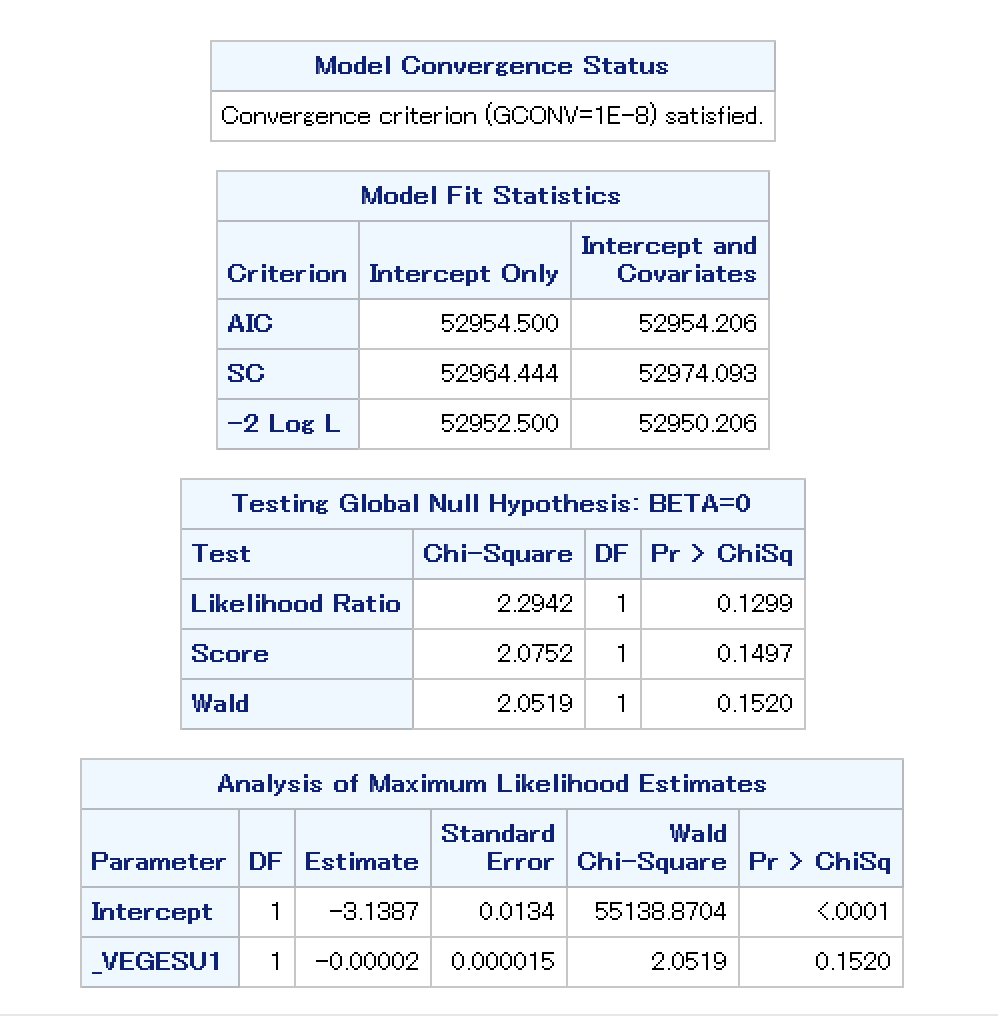 Model Convergence Status
Convergence criterion (GCONV=1E-8) satisfied.
Model Fit Statistics
Criterion Intercept Only Intercept and Covariates
AIC 52954.500 52954.206
SC 52964.444 52974.093
-2 Log L 52952.500 52950.206
Testing Global Null Hypothesis: BETA=0
Test Chi-Square DF Pr > ChiSq
Likelihood Ratio 2.2942 1 0.1299
Score 2.0752 1 0.1497
Wald 2.0519 1 0.1520
Analysis of Maximum Likelihood Estimates
Parameter DF Estimate Standard Error Wald Chi-Square Pr > ChiSq
Intercept 1 -3.1387 0.0134 55138.8704 <.0001
_VEGESU1 1 -0.00002 0.000015 2.0519 0.1520